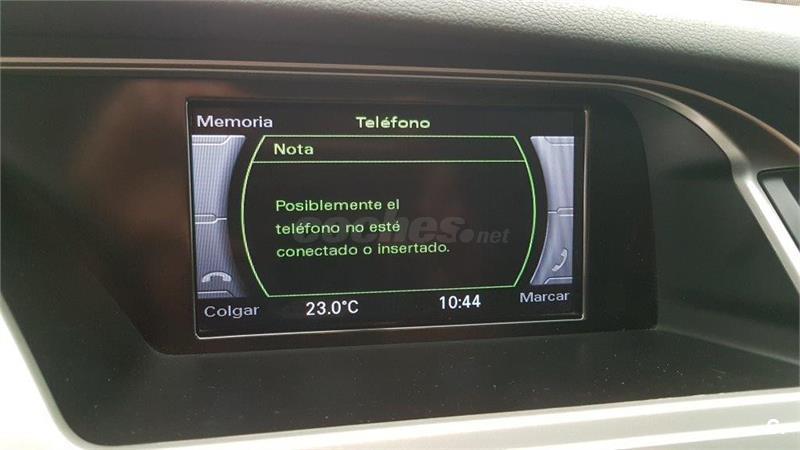 Memoria Teléfono
Nota
Posiblemente el
teléfono no esté
coches.net
conectado o insertado.
Colgar 23.0°C 10:44 Marcar